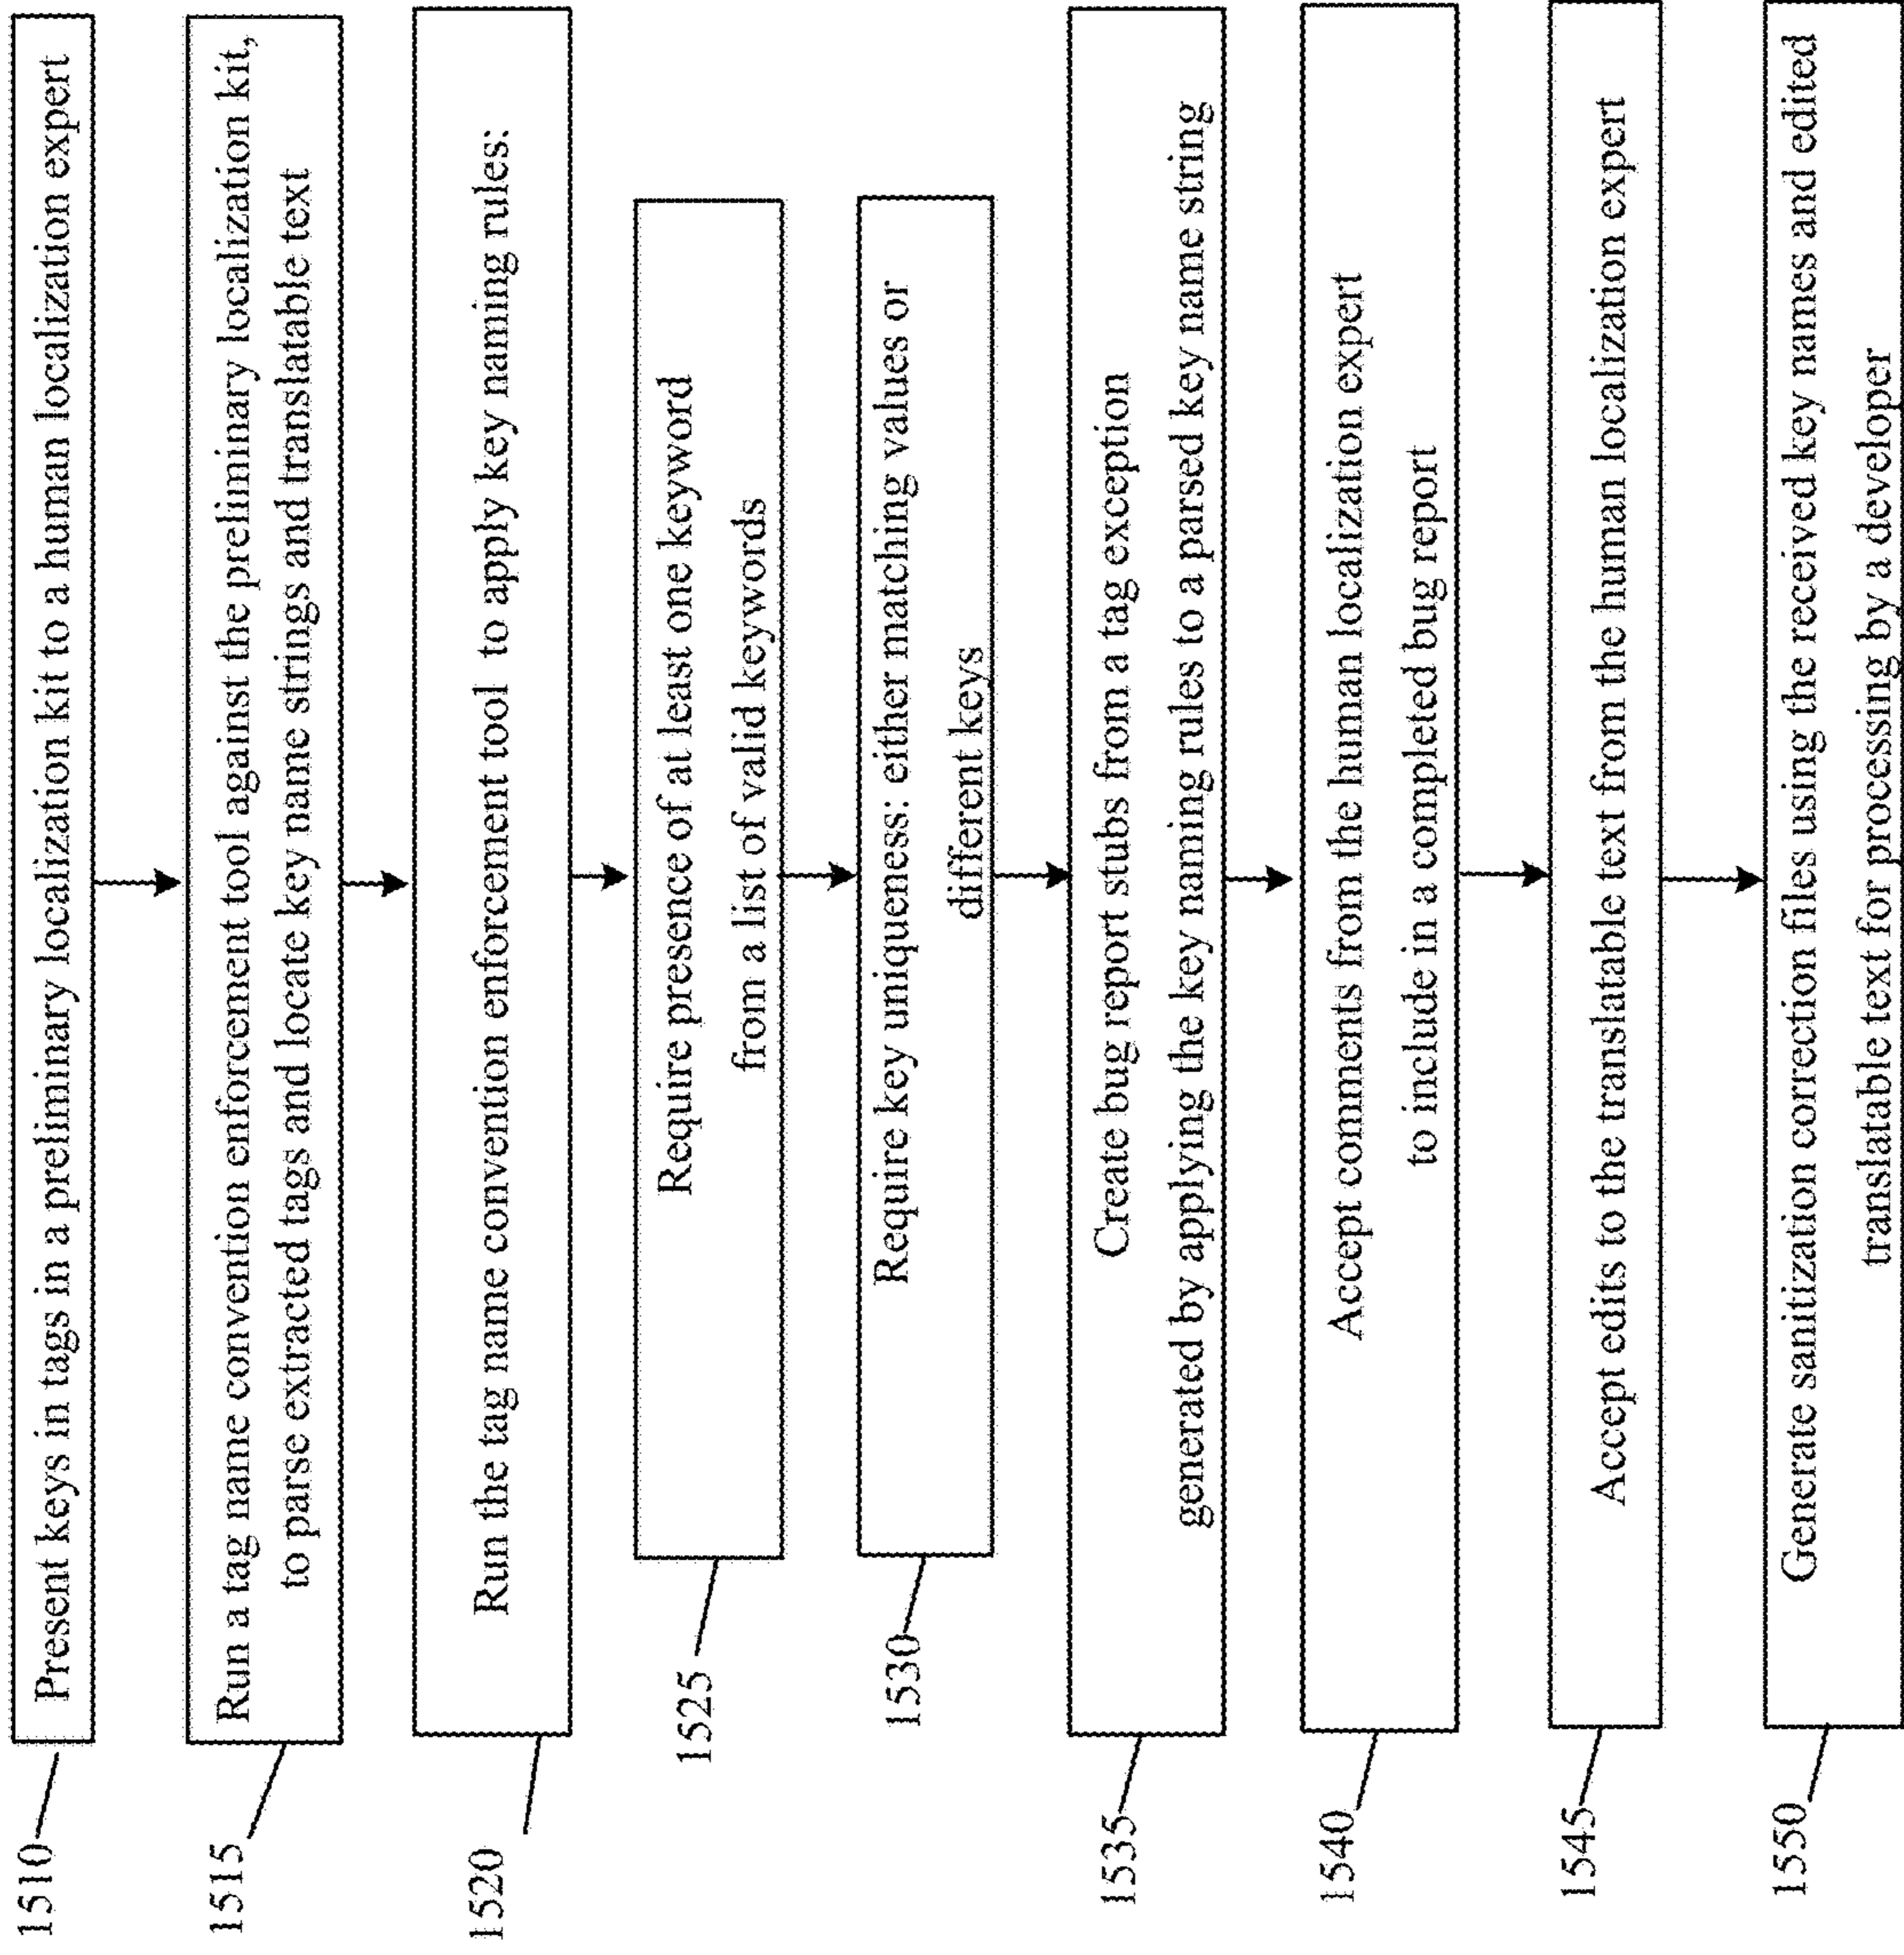 1510
Present keys in tags in a preliminary localization kit to a human localization expert
1515
Run a tag name convention enforcement tool against the preliminary localization kit,
to parse extracted tags and locate key name strings and translatable text
1520
Run the tag name convention enforcement tool to apply key naming rules:
1525
Require presence of at least one keyword
from a list of valid keywords
1530
Require key uniqueness: either matching values or
different keys
1535
Create bug report stubs from a tag exception
generated by applying the key naming rules to a parsed key name string
1540
Accept comments from the human localization expert
to include in a completed bug report
1545
Accept edits to the translatable text from the human localization expert
1550
Generate sanitization correction files using the received key names and edited
translatable text for processing by a developer